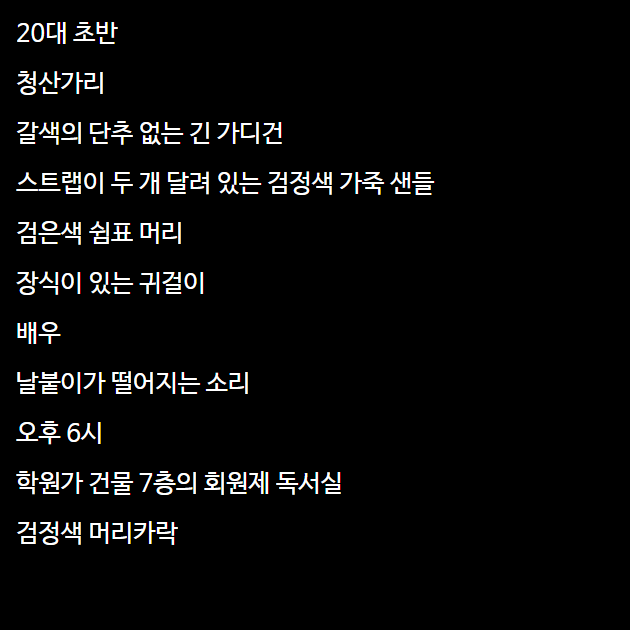 20대 초반
청산가리
갈색의 단추 없는 긴 가디건
스트랩이 두 개 달려 있는 검정색 가죽 샌들
검은색 쉼표 머리
장식이 있는 귀걸이
배우
날붙이가 떨어지는 소리
오후 6시
학원가 건물 7층의 회원제 독서실
검정색 머리카락